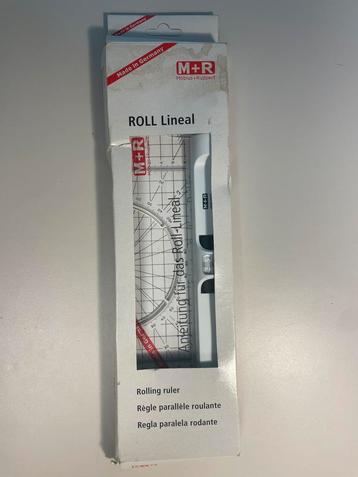 Made in Germany
M+R
Möbius+Ruppert
ROLL Lineal
M+R
Anleitung für das Roll-Lineal
M+R
Rolling ruler
Règle parallèle roulante
Regla paralela rodante